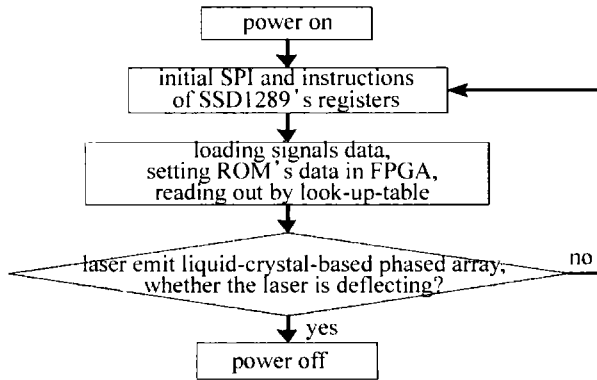 power on
initial SPI and instructions
of SSD1289's registers
loading signals data,
setting ROM's data in FPGA,
reading out by look-up-table
laser emit liquid-crystal-based phased array,
whether the laser is deflecting?
no
yes
power off